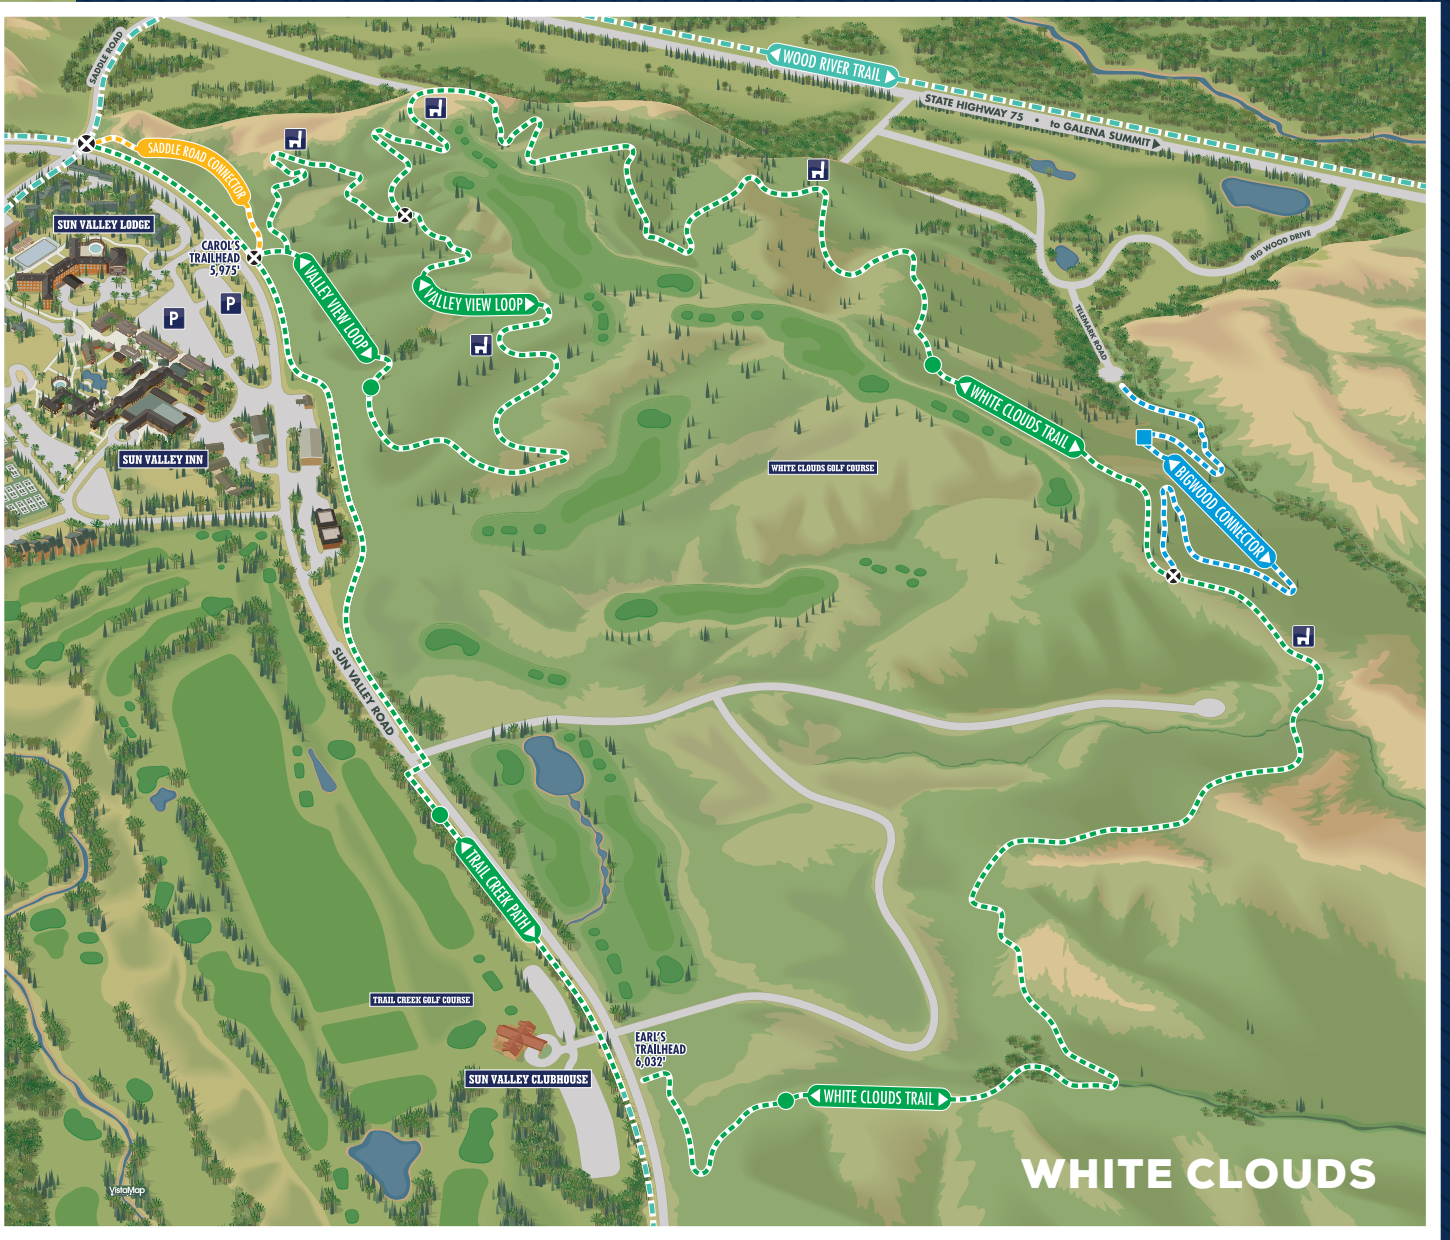 SADDLE ROAD
WOOD RIVER TRAIL
STATE HIGHWAY 75 • to GALENA SUMMIT
SADDLE ROAD CONNECTOR
SUN VALLEY LODGE
CAROL'S
TRAILHEAD
5,975'
P
P
VALLEY VIEW LOOP
VALLEY VIEW LOOP
BIG WOOD DRIVE
TELEMARK ROAD
WHITE CLOUDS TRAIL
SUN VALLEY INN
WHITE CLOUDS GOLF COURSE
BIGWOOD CONNECTOR
SUN VALLEY ROAD
TRAIL CREEK PATH
TRAIL CREEK GOLF COURSE
EARL'S
TRAILHEAD
6,032'
SUN VALLEY CLUBHOUSE
WHITE CLOUDS TRAIL
WHITE CLOUDS
VistaMap